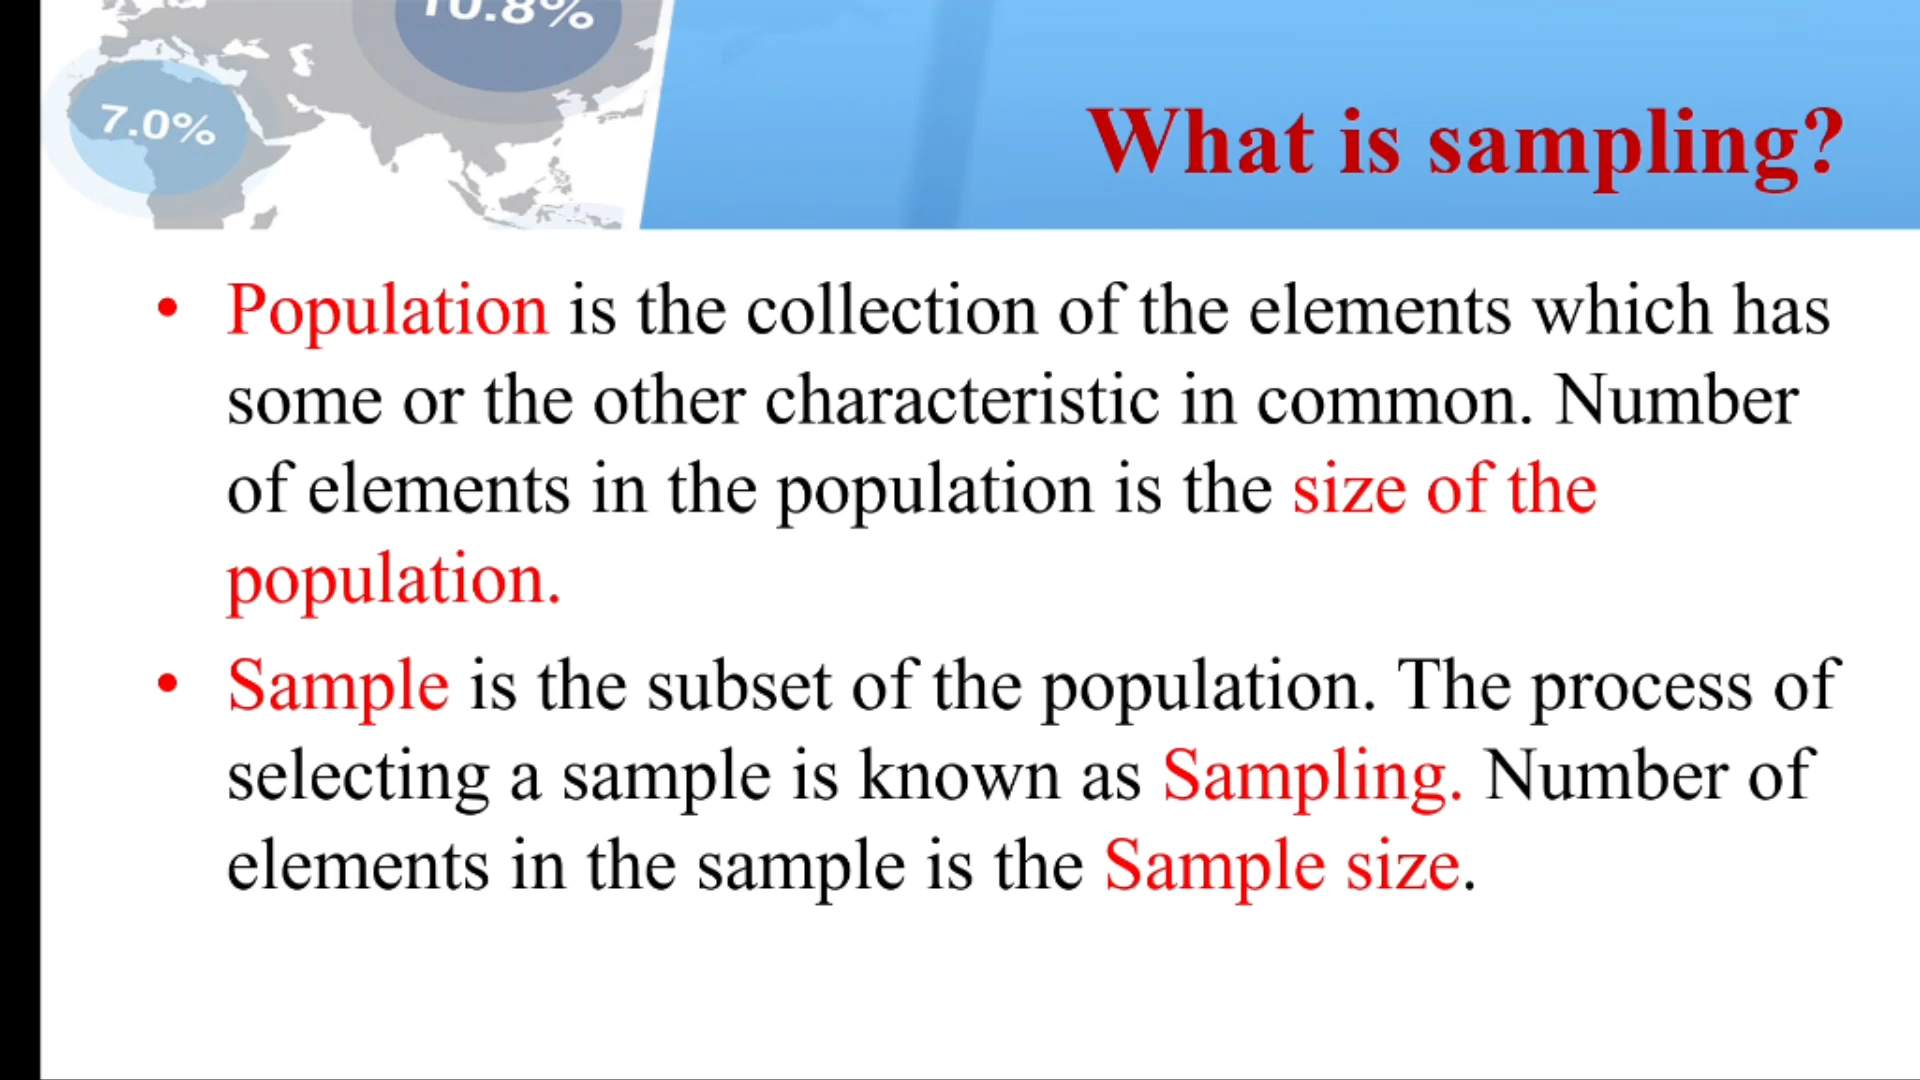 10.8%
7.0%
What is sampling?
• Population is the collection of the elements which has
some or the other characteristic in common. Number
of elements in the population is the size of the
population.
• Sample is the subset of the population. The process of
selecting a sample is known as Sampling. Number of
elements in the sample is the Sample size.